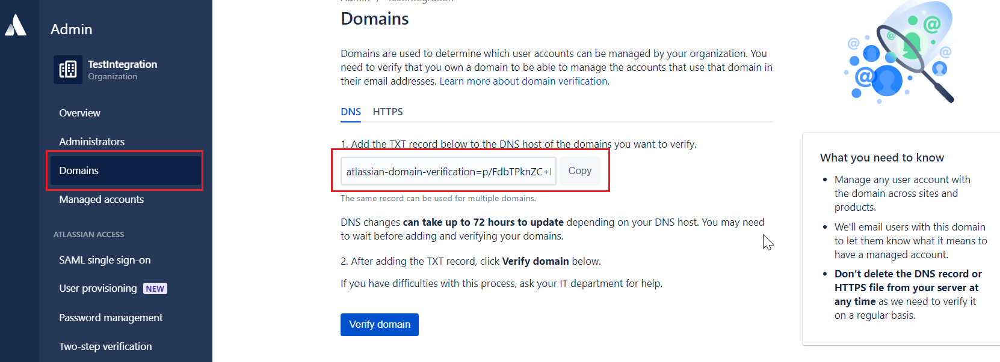 Admin / TestIntegration
Admin
TestIntegration
Organization
Overview
Administrators
Domains
Managed accounts
ATLASSIAN ACCESS
SAML single sign-on
User provisioning NEW
Password management
Two-step verification
Domains
Domains are used to determine which user accounts can be managed by your organization. You
need to verify that you own a domain to be able to manage the accounts that use that domain in
their email addresses. Learn more about domain verification.
DNS HTTPS
1. Add the TXT record below to the DNS host of the domains you want to verify.
atlassian-domain-verification=p/FdbTPknZC+
Copy
The same record can be used for multiple domains.
DNS changes can take up to 72 hours to update depending on your DNS host. You may need
to wait before adding and verifying your domains.
2. After adding the TXT record, click Verify domain below.
If you have difficulties with this process, ask your IT department for help.
Verify domain
@
@
@
@
@
What you need to know
• Manage any user account with
the domain across sites and
products.
• We'll email users with this domain
to let them know what it means to
have a managed account.
• Don’t delete the DNS record or
HTTPS file from your server at
any time as we need to verify it
on a regular basis.